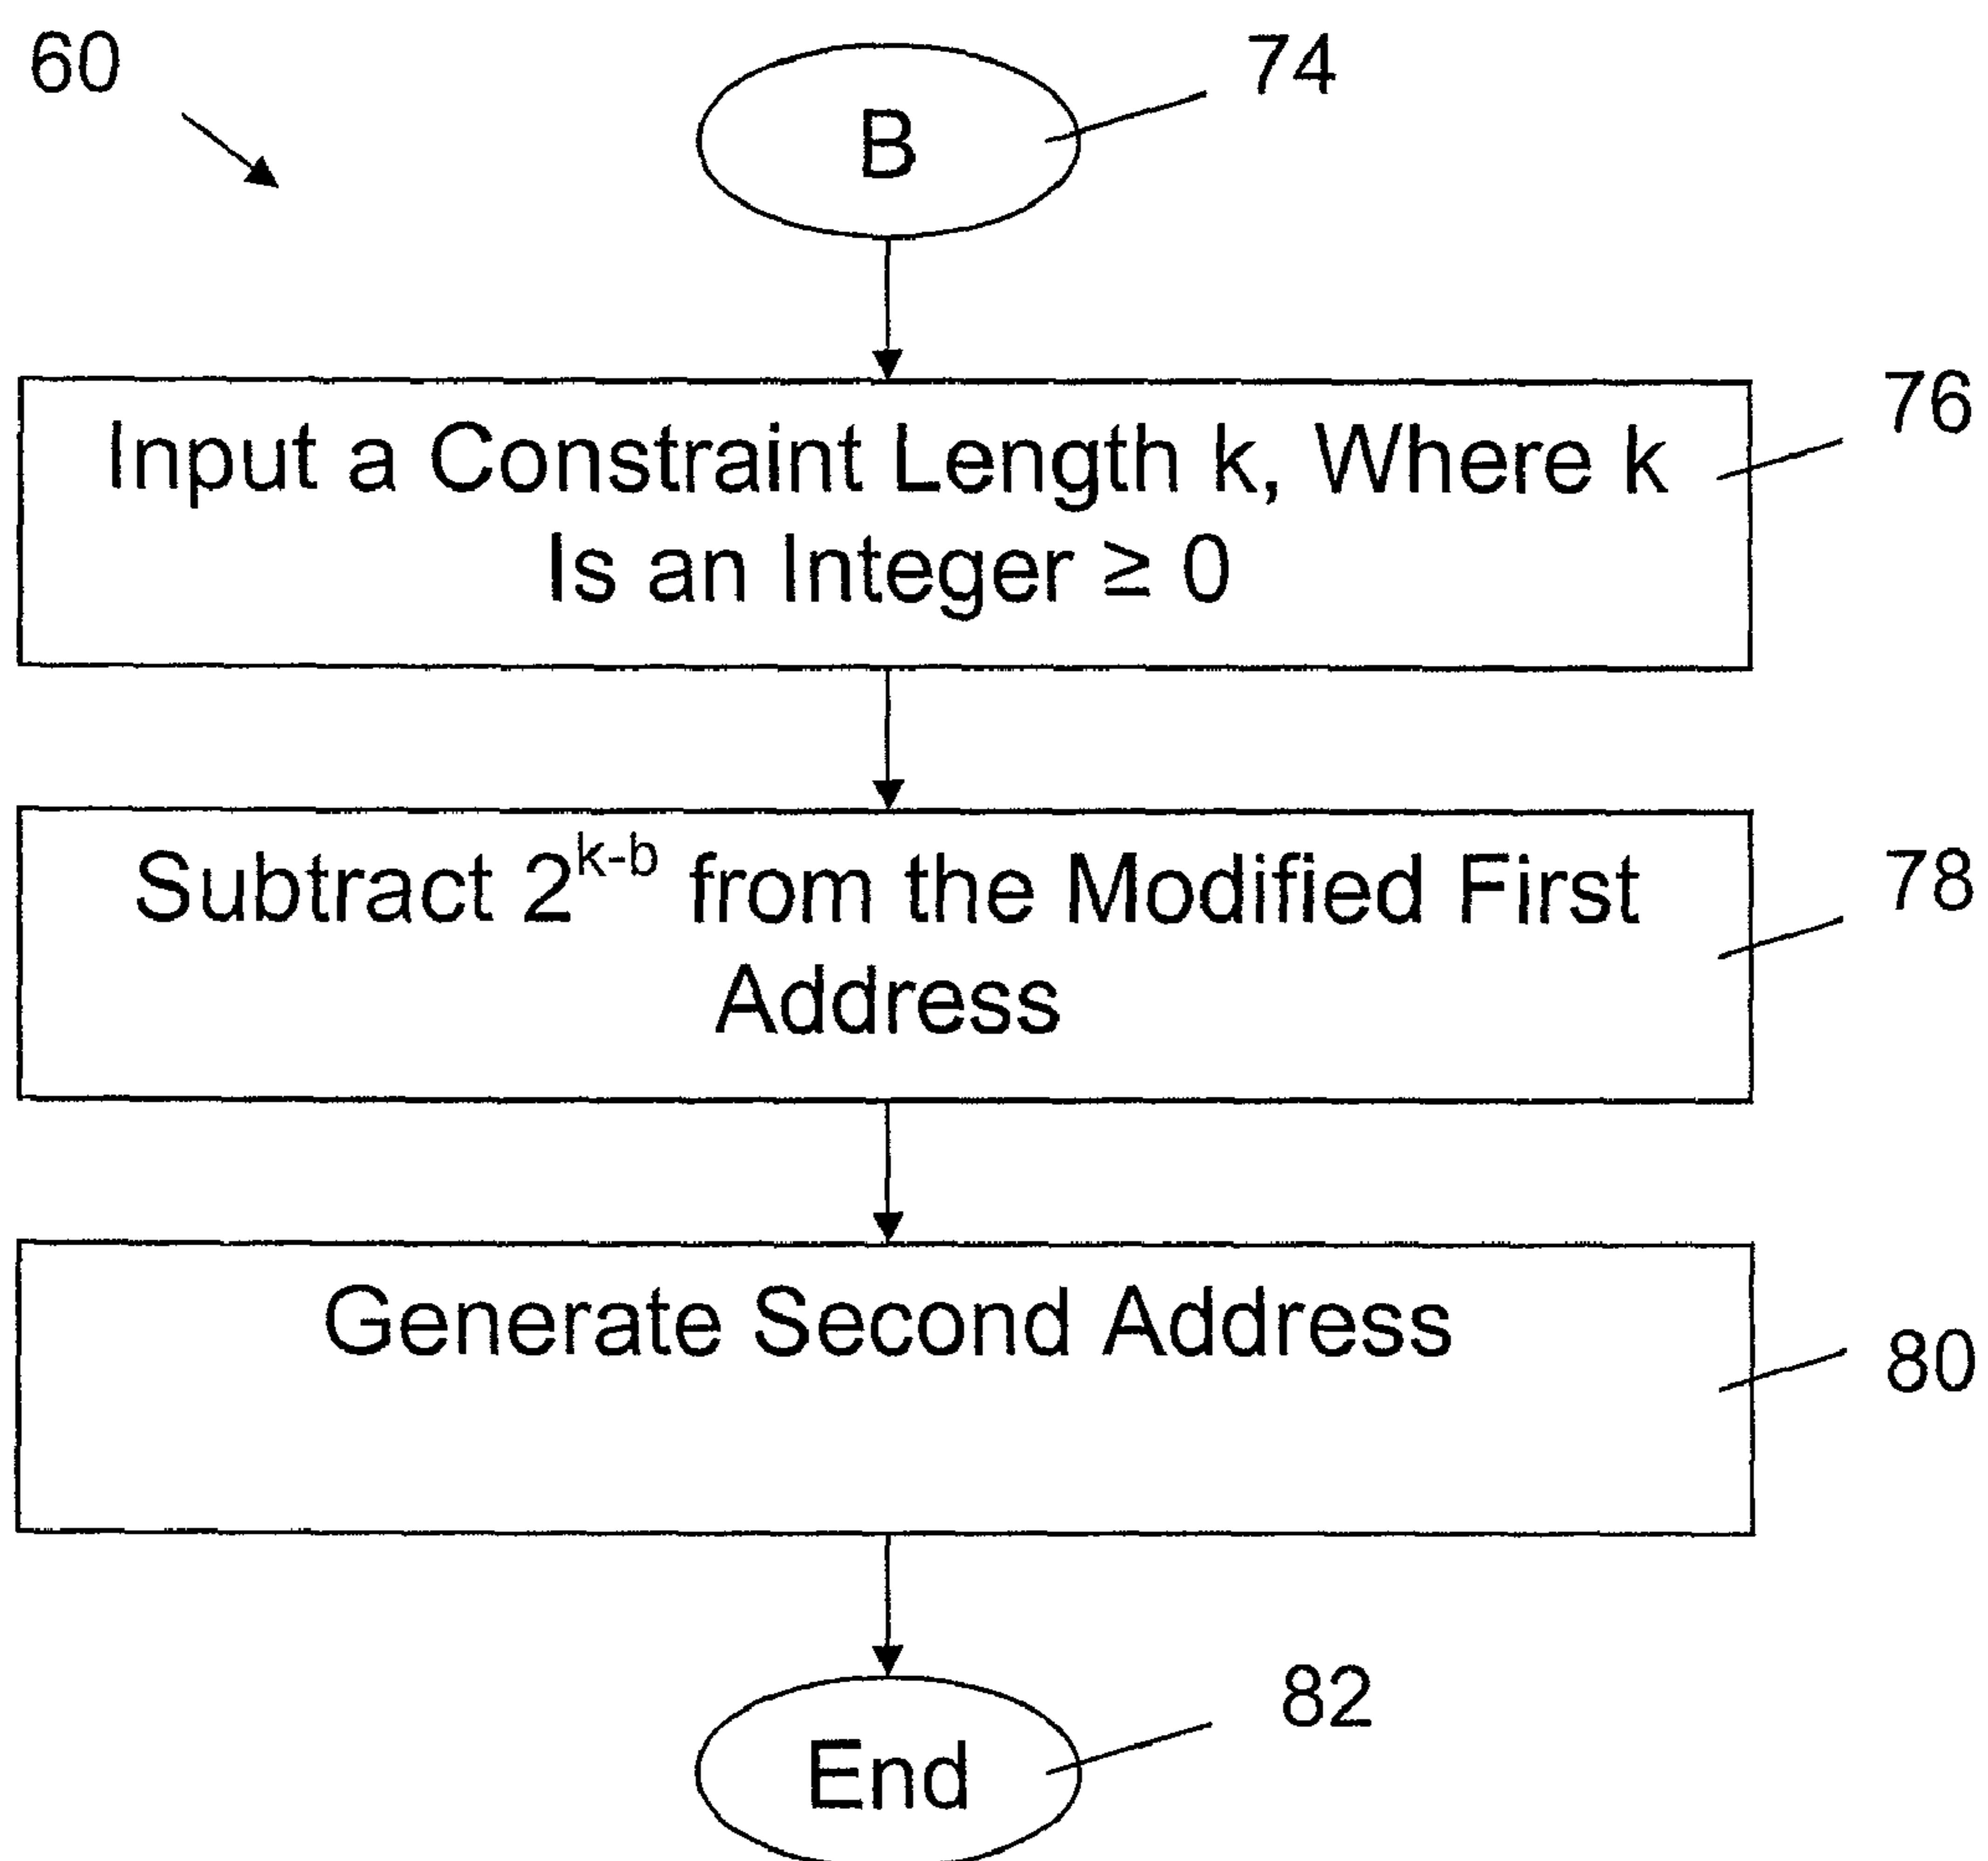 60
74
B
76
Input a Constraint Length k, Where k
Is an Integer ≥ 0
78
Subtract 2^k-b from the Modified First
Address
Generate Second Address
80
82
End